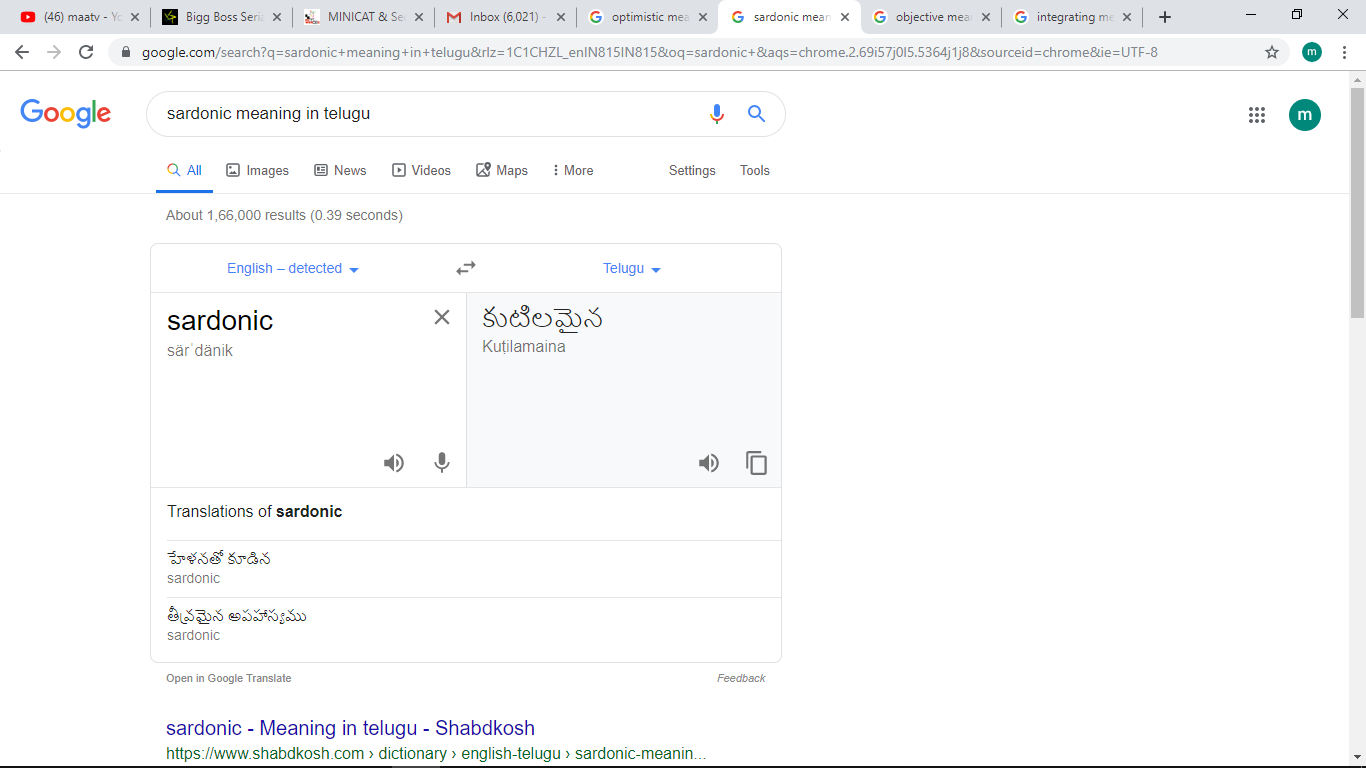 (46) maatv - Yo
Bigg Boss Seria
MINICAT & Se
Inbox (6,021) -
optimistic mea
sardonic mean
objective mea
integrating me
google.com/search?q=sardonic+meaning+in+telugu&rlz=1C1CHZL_enIN815IN815&oq=sardonic+&aqs=chrome.2.69i57j0l5.5364j1j8&sourceid=chrome&ie=UTF-8
m
Google
sardonic meaning in telugu
m
All Images News Videos Maps More Settings Tools
About 1,66,000 results (0.39 seconds)
English – detected
Telugu
sardonic
särˈdänik
కుటిలమైన
Kuṭilamaina
Translations of sardonic
హేళనతో కూడిన
sardonic
తీవ్రమైన అపహాస్యము
sardonic
Open in Google Translate
Feedback
sardonic - Meaning in telugu - Shabdkosh
https://www.shabdkosh.com › dictionary › english-telugu › sardonic-meanin...